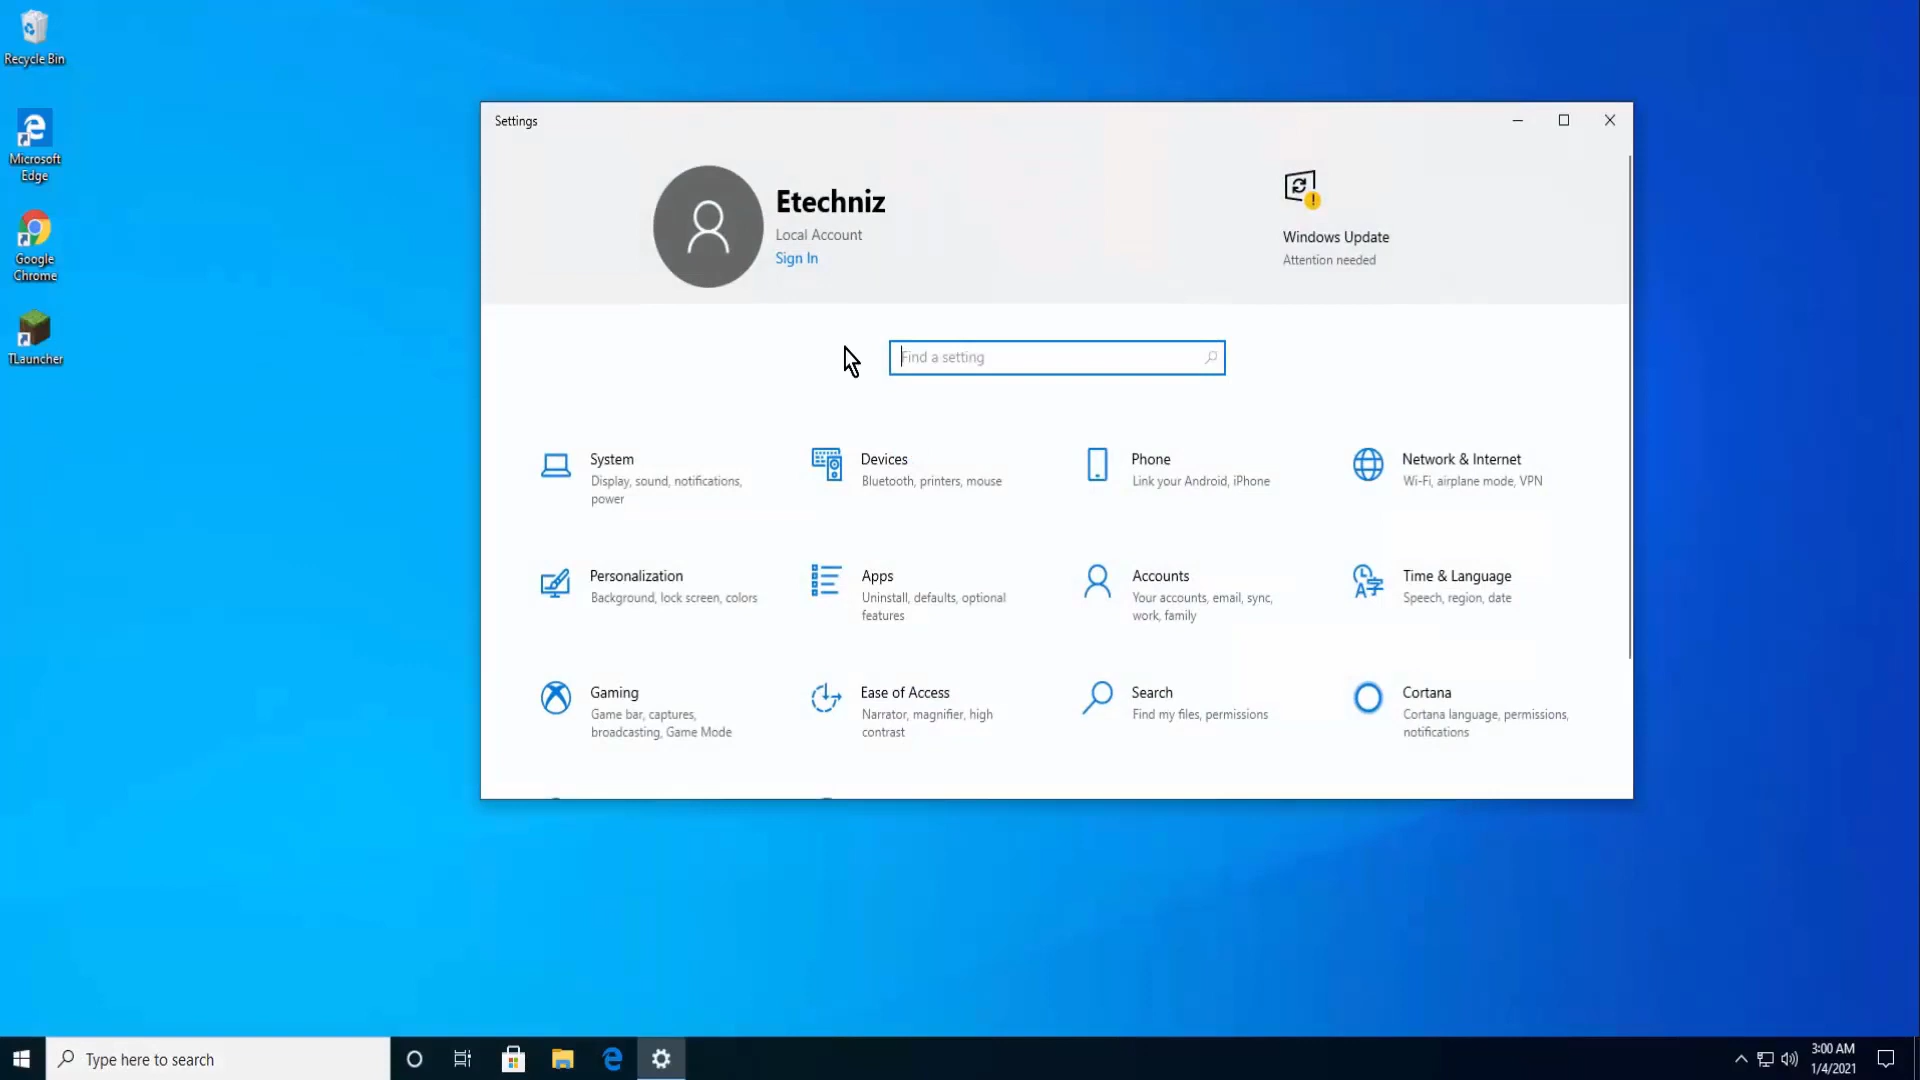 Recycle Bin
Microsoft
Edge
Google
Chrome
TLauncher
Settings
Etechniz
Local Account
Sign In
Windows Update
Attention needed
Find a setting
System
Display, sound, notifications,
power
Devices
Bluetooth, printers, mouse
Phone
Link your Android, iPhone
Network & Internet
Wi-Fi, airplane mode, VPN
Personalization
Background, lock screen, colors
Apps
Uninstall, defaults, optional
features
Accounts
Your accounts, email, sync,
work, family
Time & Language
Speech, region, date
Gaming
Game bar, captures,
broadcasting, Game Mode
Ease of Access
Narrator, magnifier, high
contrast
Search
Find my files, permissions
Cortana
Cortana language, permissions,
notifications
Type here to search
3:00 AM
1/4/2021